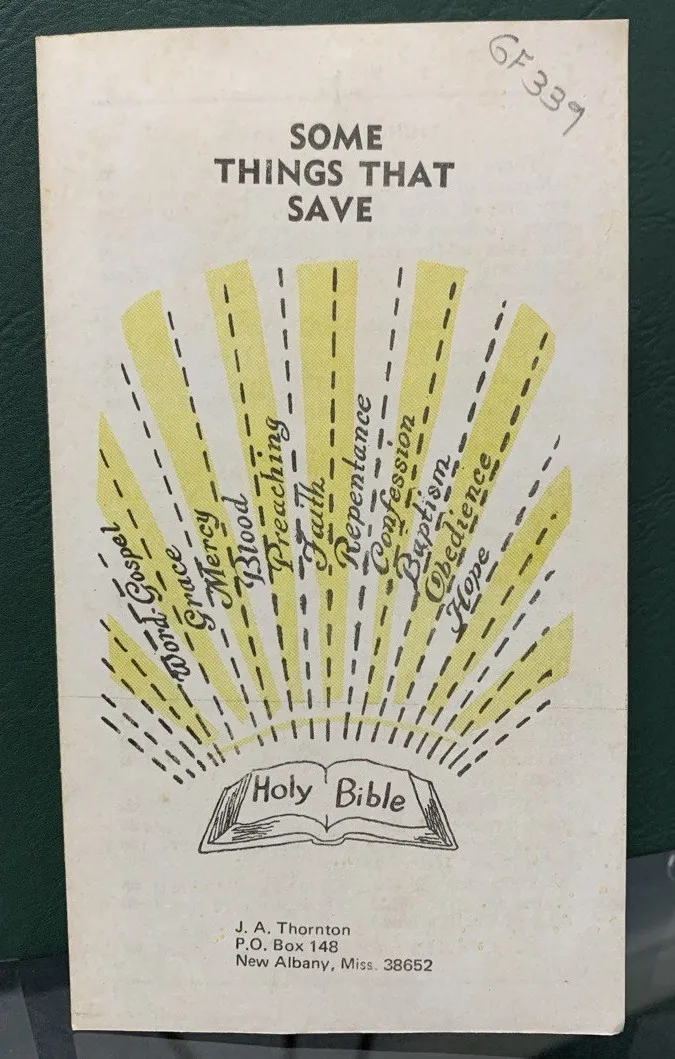 GF339
SOME
THINGS THAT
SAVE
Word-Gospel
Grace
Mercy
Blood
Preaching
Faith
Repentance
Confession
Baptism
Obedience
Hope
Holy Bible
J. A. Thornton
P.O. Box 148
New Albany, Miss. 38652